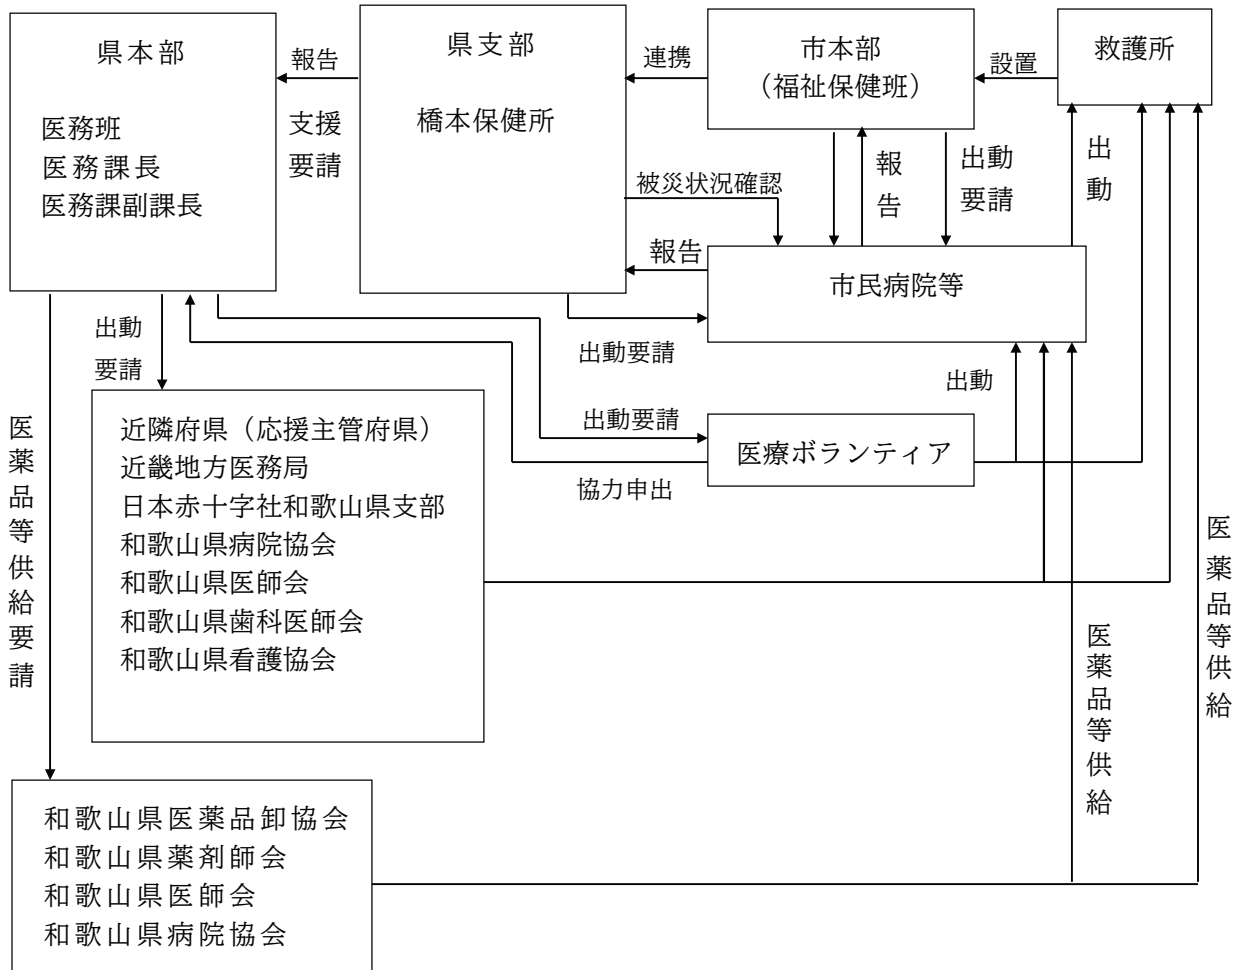 県本部
医務班
医務課長
医務課副課長
報告
支援
要請
県支部
橋本保健所
連携
市本部
（福祉保健班）
設置
救護所
被災状況確認
報告
出動
要請
出動
報告
市民病院等
出動要請
出動
要請
出動
出動要請
医療ボランティア
協力申出
近隣府県（応援主管府県）
近畿地方医務局
日本赤十字社和歌山県支部
和歌山県病院協会
和歌山県医師会
和歌山県歯科医師会
和歌山県看護協会
医薬品等供給要請
医薬品等供給
医薬品等供給
和歌山県医薬品卸協会
和歌山県薬剤師会
和歌山県医師会
和歌山県病院協会